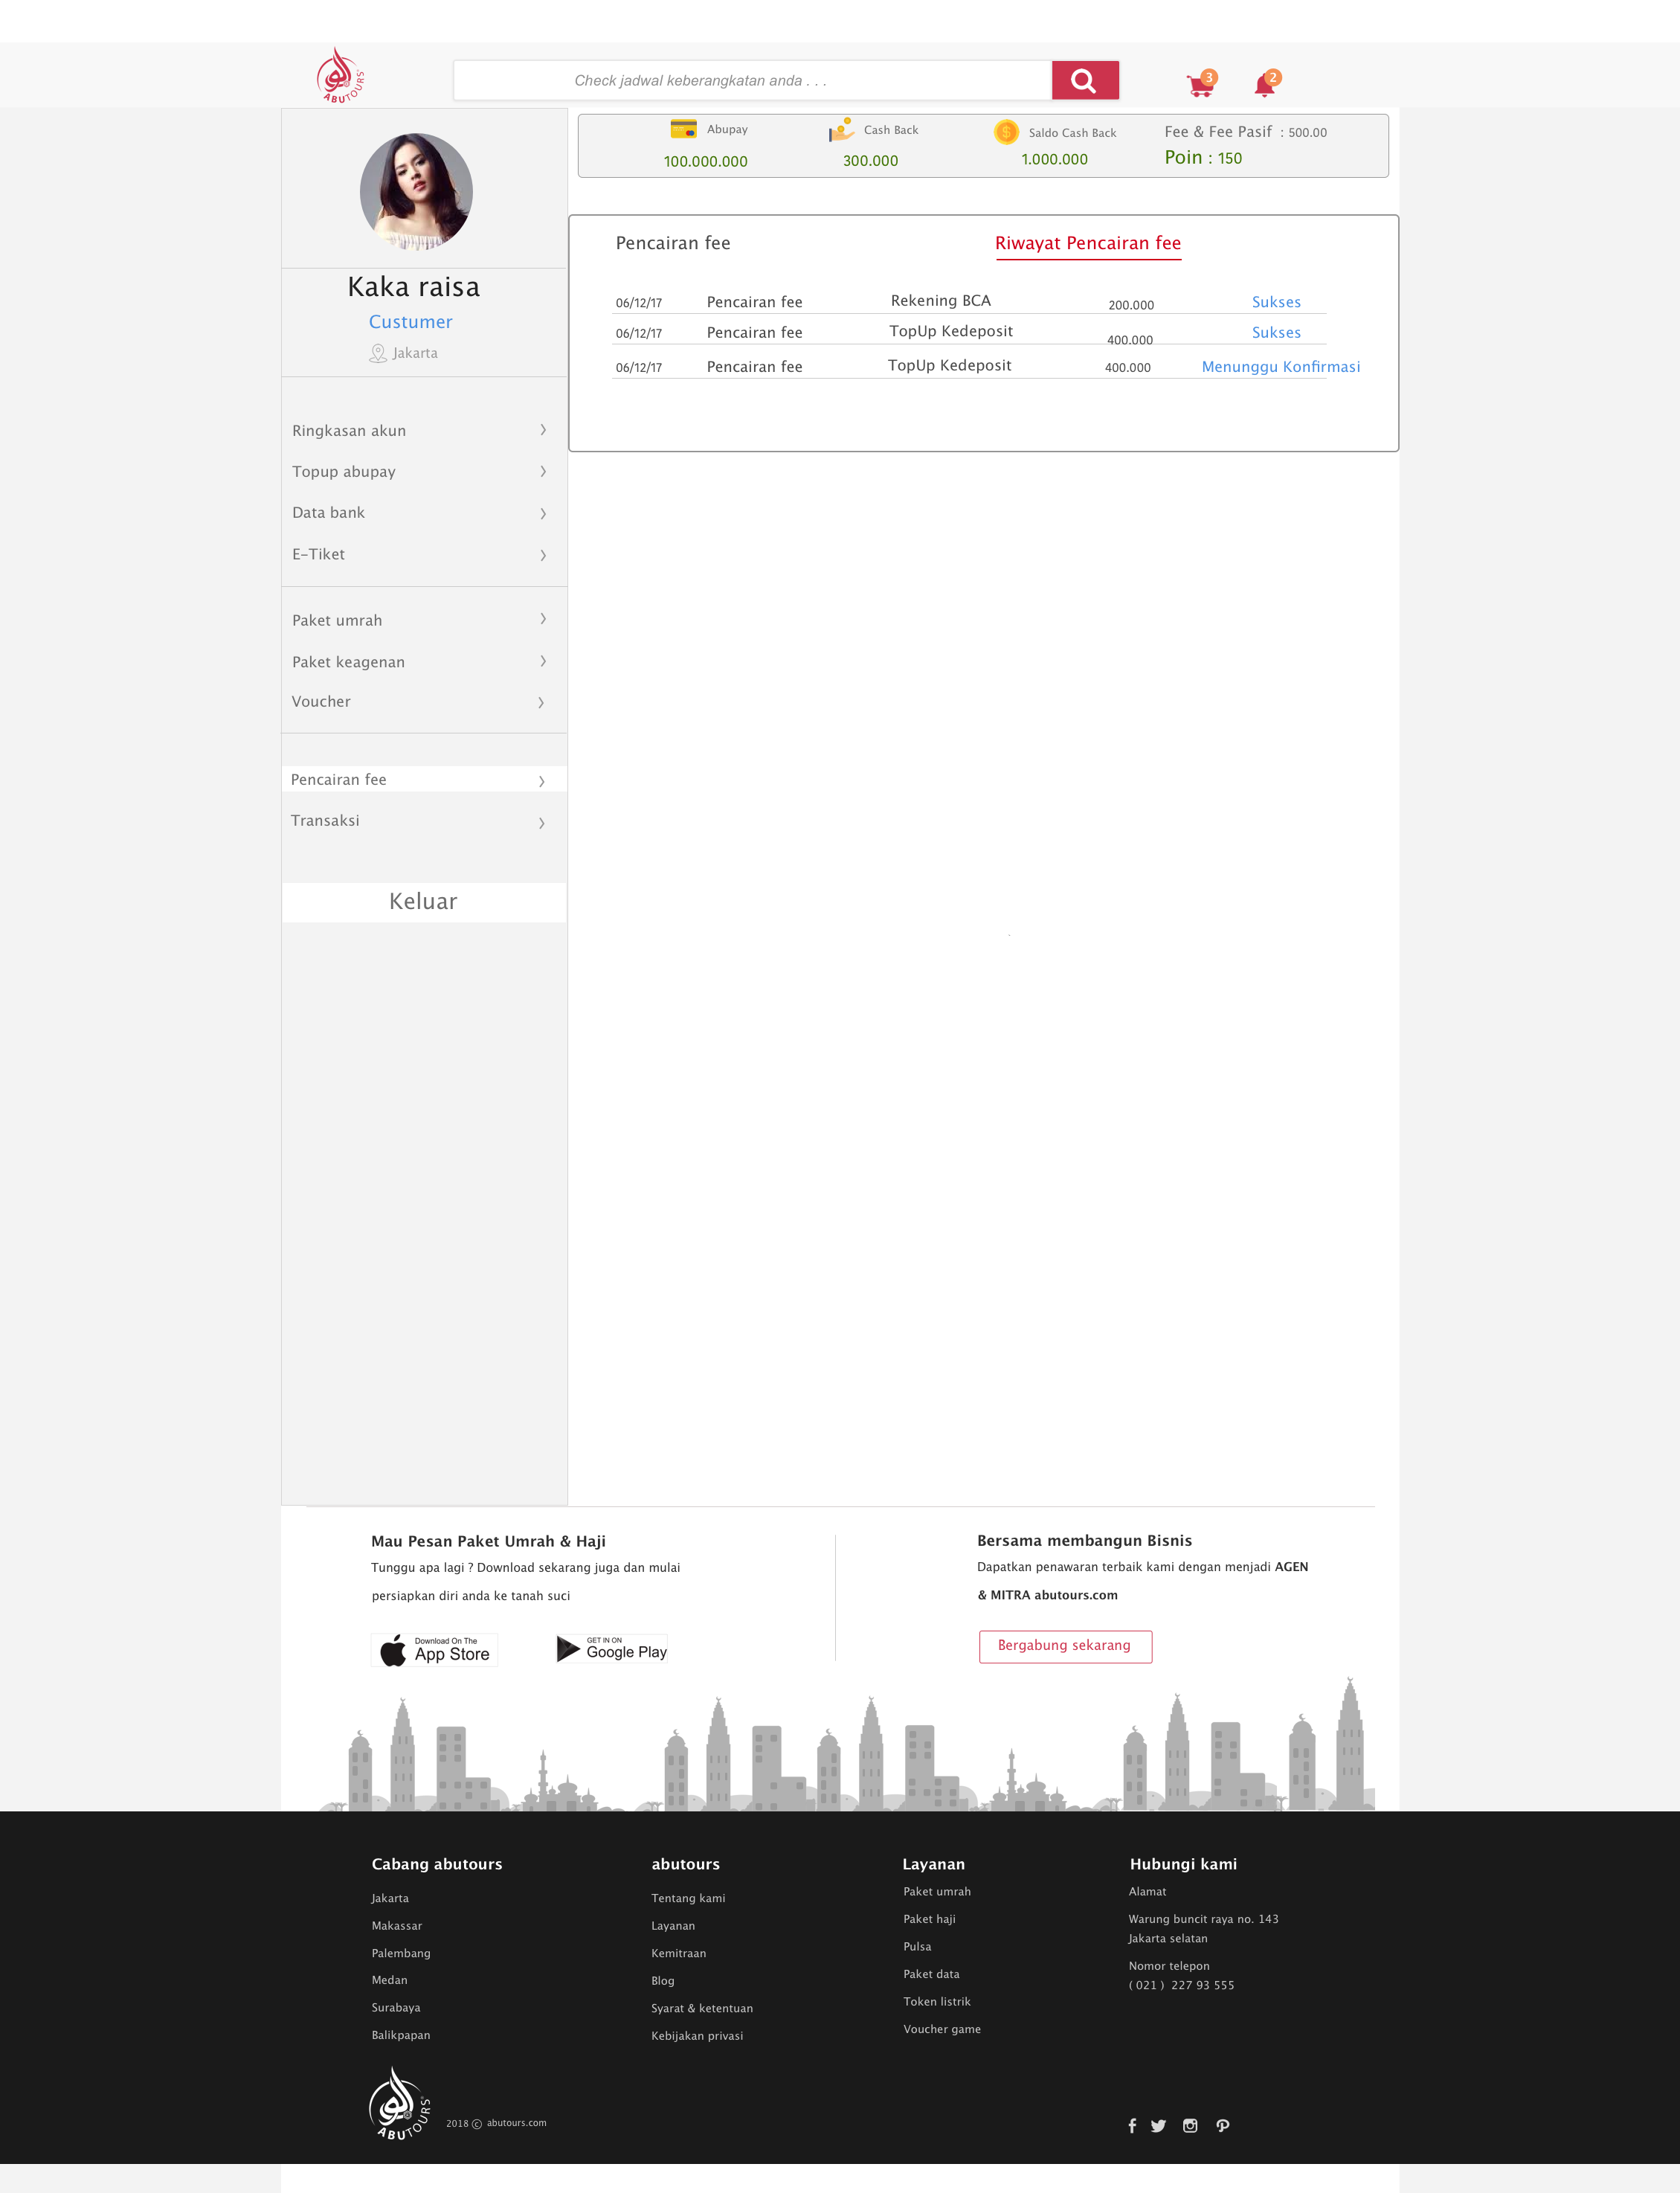 ABUTOURS
Check jadwal keberangkatan anda . . .
3
2
Abupay
100.000.000
Cash Back
300.000
Saldo Cash Back
1.000.000
Fee & Fee Pasif : 500.00
Poin : 150
Kaka raisa
Custumer
Jakarta
Ringkasan akun
Topup abupay
Data bank
E-Tiket
Paket umrah
Paket keagenan
Voucher
Pencairan fee
Transaksi
Keluar
Pencairan fee
Riwayat Pencairan fee
06/12/17 Pencairan fee Rekening BCA 200.000 Sukses
06/12/17 Pencairan fee TopUp Kedeposit 400.000 Sukses
06/12/17 Pencairan fee TopUp Kedeposit 400.000 Menunggu Konfirmasi
Mau Pesan Paket Umrah & Haji
Tunggu apa lagi ? Download sekarang juga dan mulai
persiapkan diri anda ke tanah suci
Download On The
App Store
GET IN ON
Google Play
Bersama membangun Bisnis
Dapatkan penawaran terbaik kami dengan menjadi AGEN
& MITRA abutours.com
Bergabung sekarang
Cabang abutours
Jakarta
Makassar
Palembang
Medan
Surabaya
Balikpapan
abutours
Tentang kami
Layanan
Kemitraan
Blog
Syarat & ketentuan
Kebijakan privasi
Layanan
Paket umrah
Paket haji
Pulsa
Paket data
Token listrik
Voucher game
Hubungi kami
Alamat
Warung buncit raya no. 143
Jakarta selatan
Nomor telepon
( 021 ) 227 93 555
ABUTOURS
2018 © abutours.com